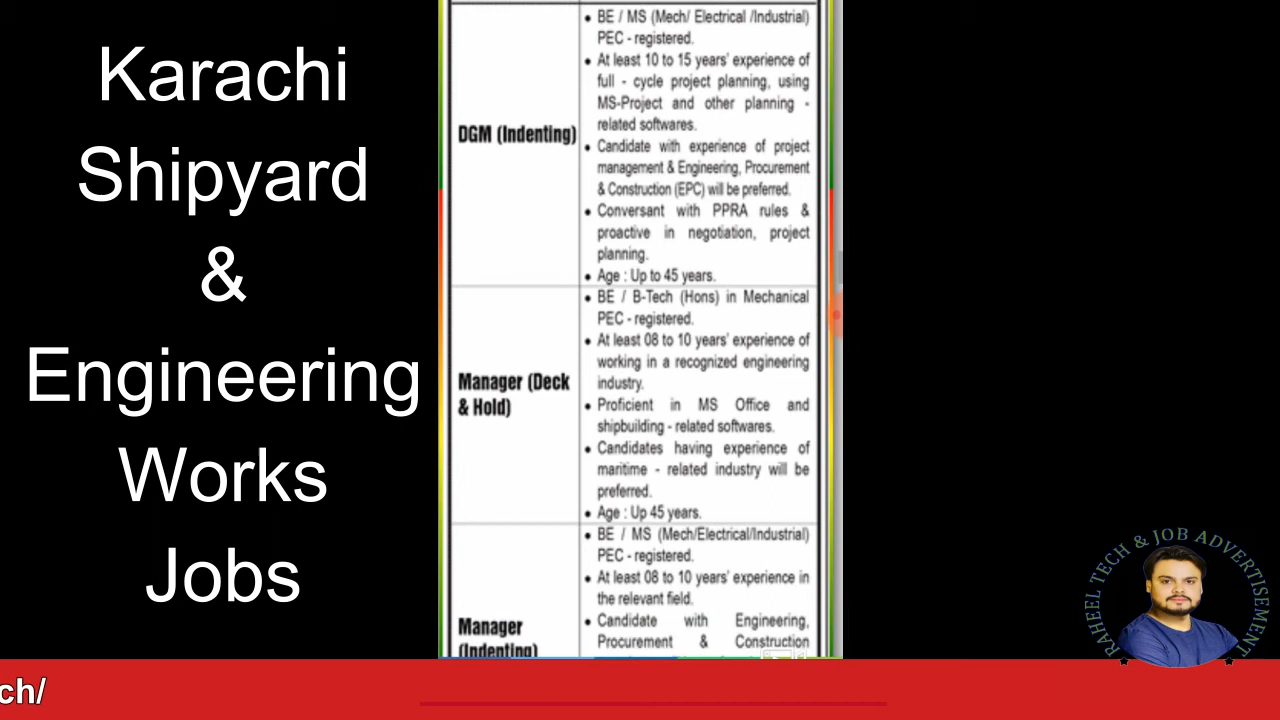 Karachi
Shipyard
&
Engineering
Works
Jobs
DGM (Indenting)
• BE / MS (Mech/ Electrical /Industrial)
PEC - registered.
• At least 10 to 15 years' experience of
full - cycle project planning, using
MS-Project and other planning -
related softwares.
• Candidate with experience of project
management & Engineering, Procurement
& Construction (EPC) will be preferred.
• Conversant with PPRA rules &
proactive in negotiation, project
planning.
• Age : Up to 45 years.
Manager (Deck
& Hold)
• BE / B-Tech (Hons) in Mechanical
PEC - registered.
• At least 08 to 10 years' experience of
working in a recognized engineering
industry.
• Proficient in MS Office and
shipbuilding - related softwares.
• Candidates having experience of
maritime - related industry will be
preferred.
• Age : Up 45 years.
Manager
(Indenting)
• BE / MS (Mech/Electrical/Industrial)
PEC - registered.
• At least 08 to 10 years' experience in
the relevant field.
• Candidate with Engineering,
Procurement & Construction
RAHEEL TECH & JOB ADVERTISEMENT
ch/